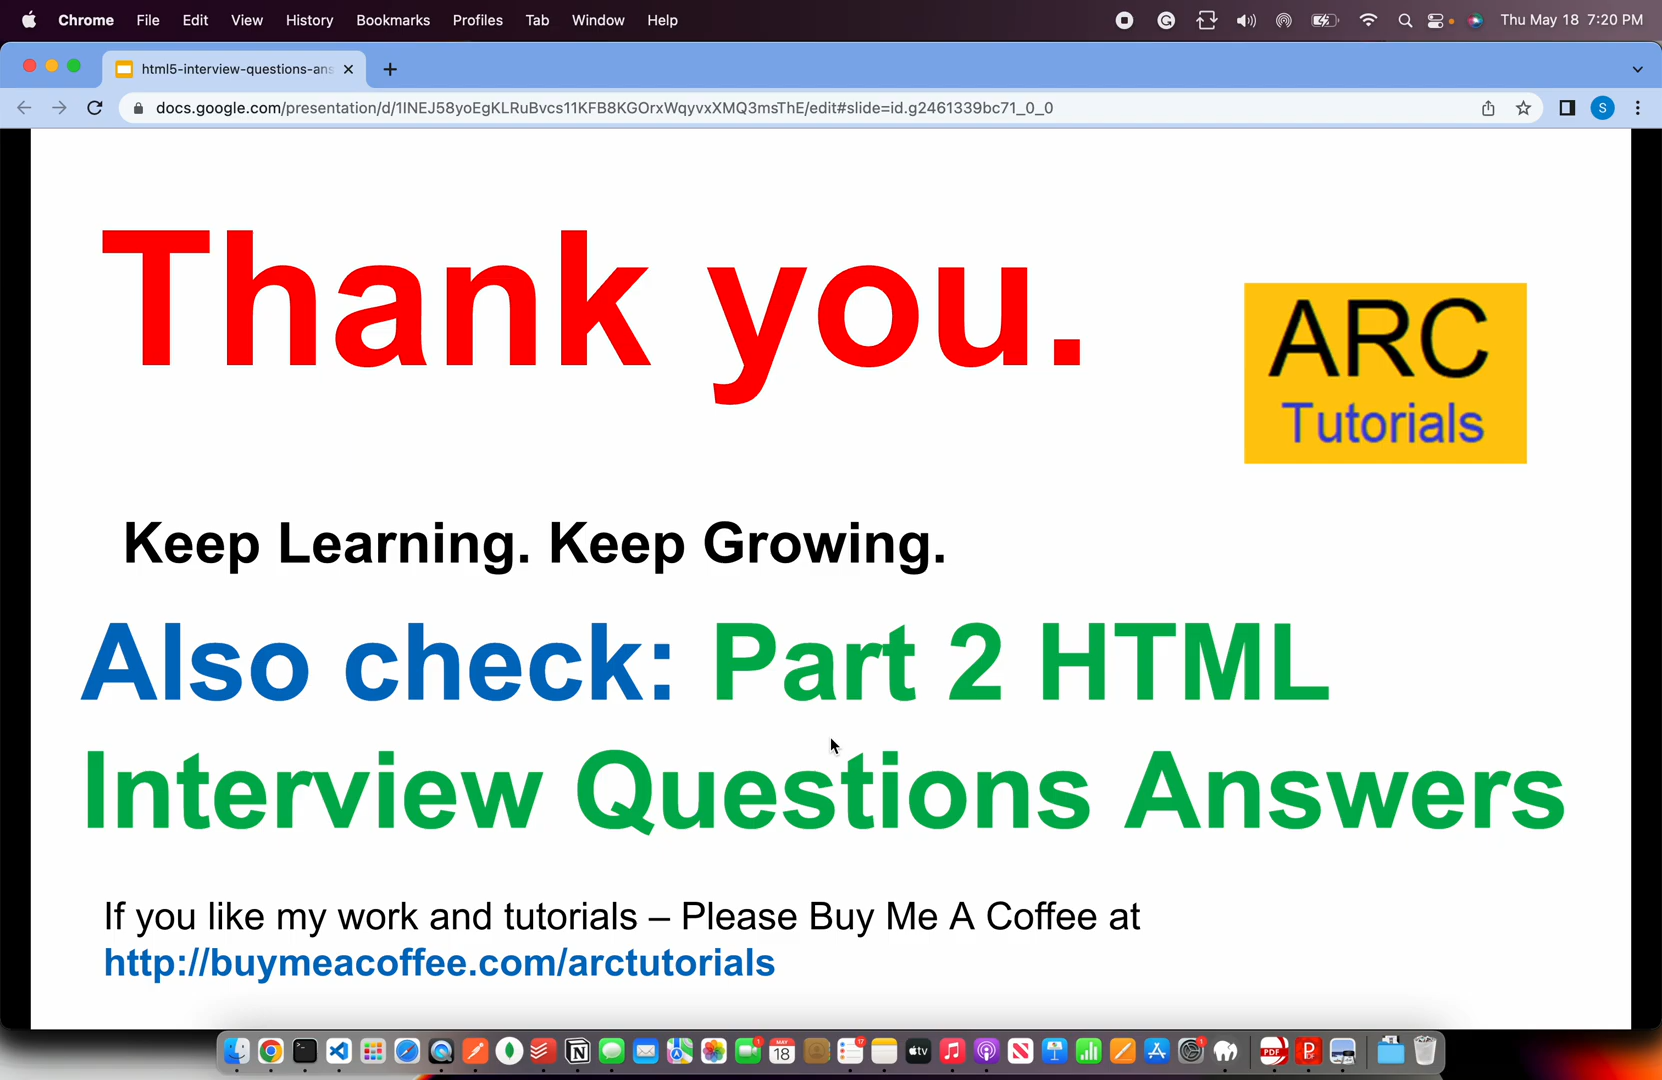 Chrome File Edit View History Bookmarks Profiles Tab Window Help Thu May 18 7:20 PM
html5-interview-questions-ans
docs.google.com/presentation/d/1INEJ58yoEgKLRuBvcs11KFB8KGOrxWqyvxXMQ3msThE/edit#slide=id.g2461339bc71_0_0 S
Thank you.
ARC
Tutorials
Keep Learning. Keep Growing.
Also check: Part 2 HTML
Interview Questions Answers
If you like my work and tutorials – Please Buy Me A Coffee at
http://buymeacoffee.com/arctutorials